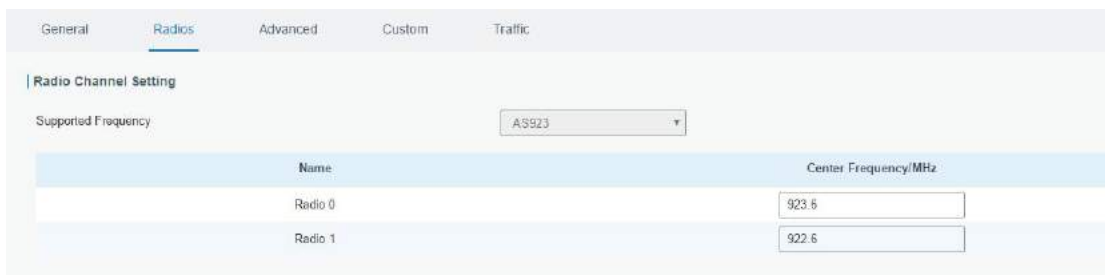 General Radios Advanced Custom Traffic
Radio Channel Setting
Supported Frequency AS923
Name Center Frequency/MHz
Radio 0 923.6
Radio 1 922.6